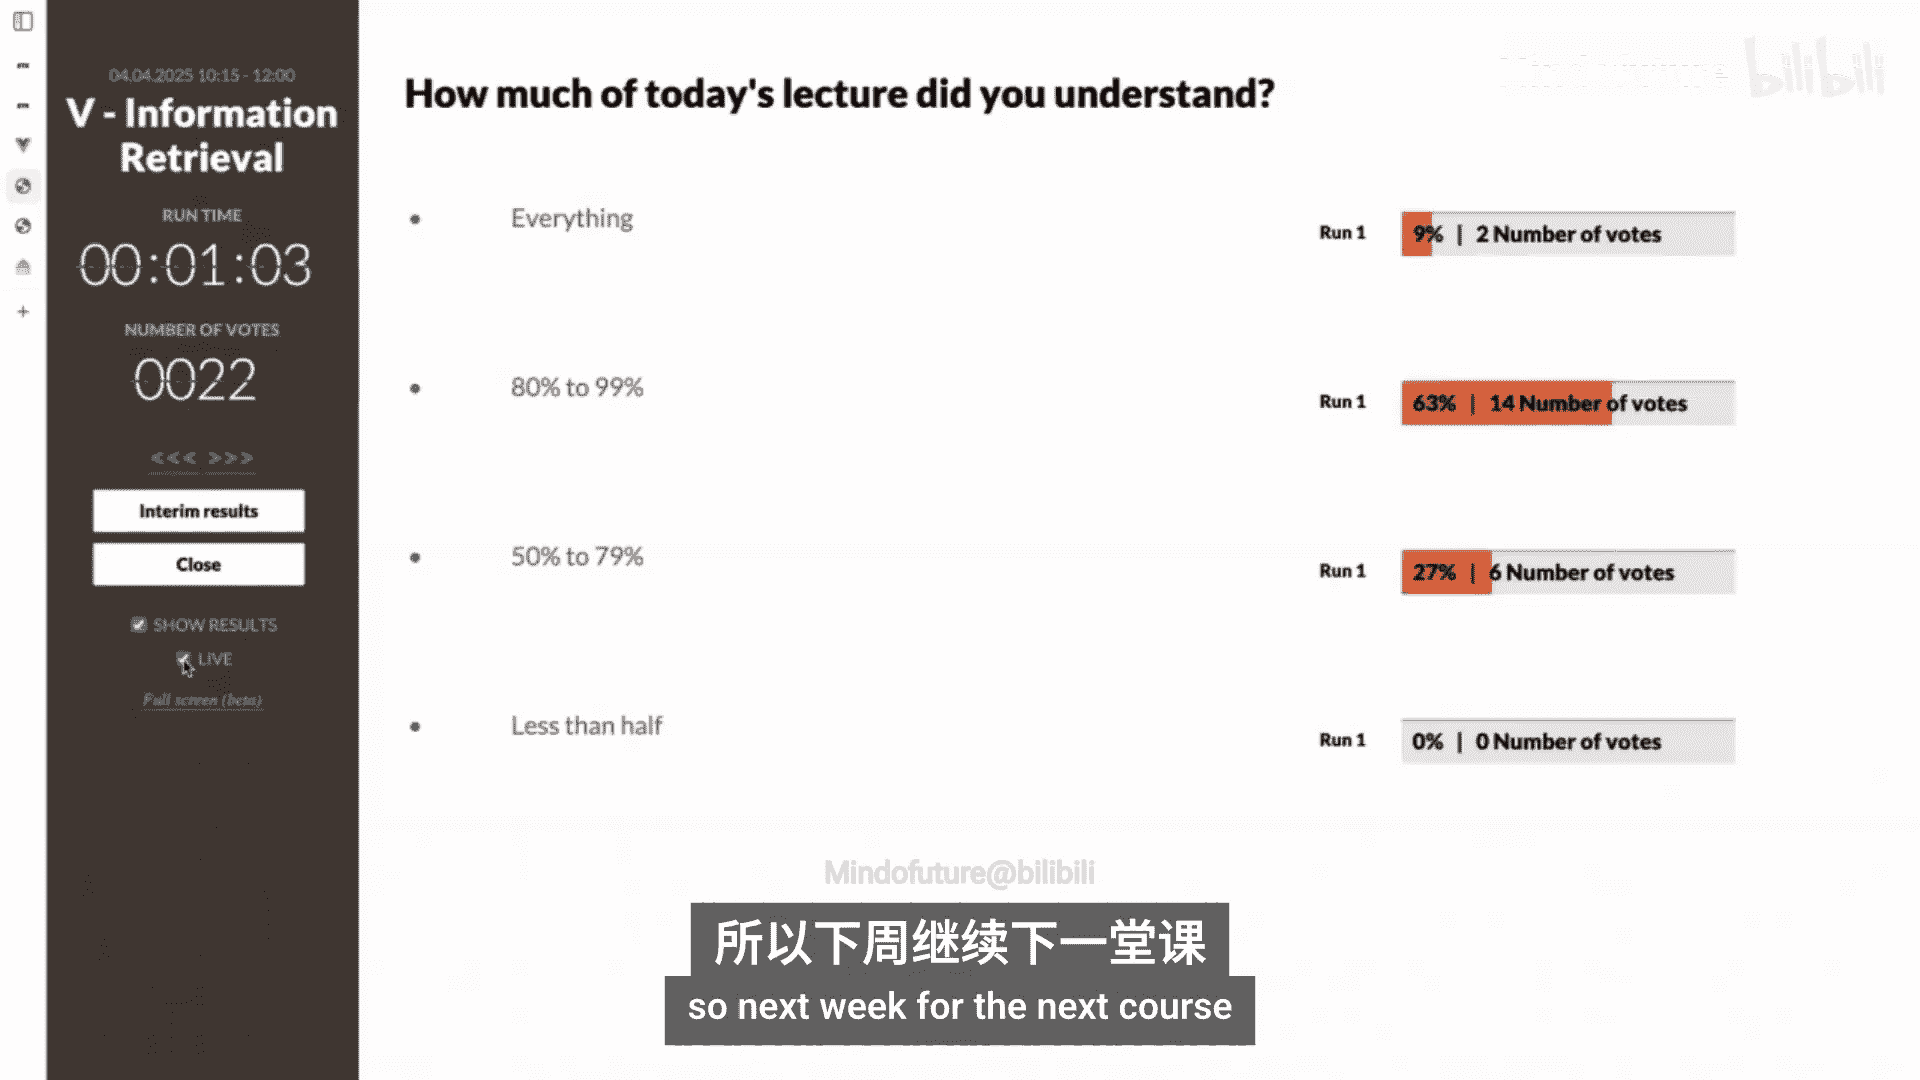 04.04.2025 10:15 - 12:00
V - Information
Retrieval
RUN TIME
00:01:03
NUMBER OF VOTES
0022
<<< >>>
Interim results
Close
SHOW RESULTS
LIVE
Full screen (beta)
How much of today's lecture did you understand?
Mindofuture bilibili
Everything
Run 1
9% | 2 Number of votes
80% to 99%
Run 1
63% | 14 Number of votes
50% to 79%
Run 1
27% | 6 Number of votes
Less than half
Run 1
0% | 0 Number of votes
Mindofuture@bilibili
所以下周继续下一堂课
so next week for the next course